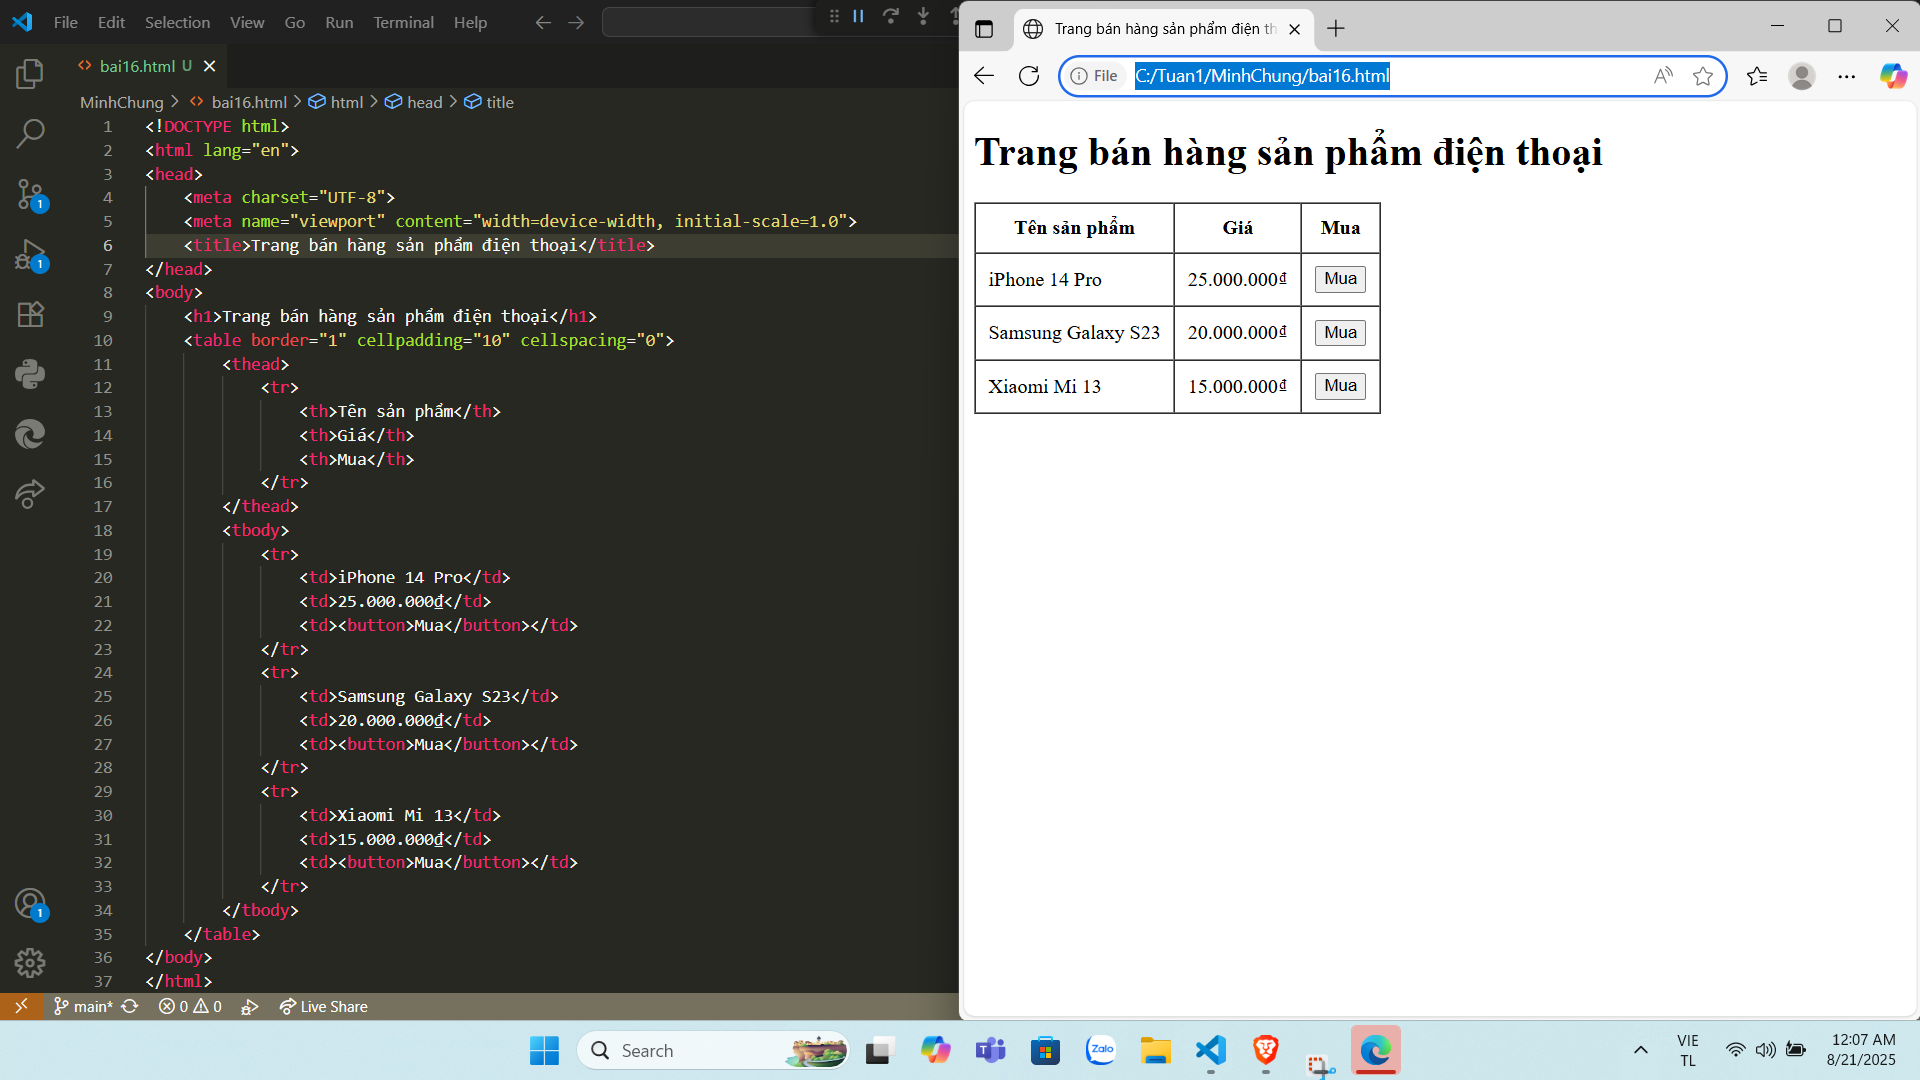 File Edit Selection View Go Run Terminal Help
bai16.html U
MinhChung > bai16.html > html > head > title
1 <!DOCTYPE html>
2 <html lang="en">
3 <head>
4 <meta charset="UTF-8">
5 <meta name="viewport" content="width=device-width, initial-scale=1.0">
6 <title>Trang bán hàng sản phẩm điện thoại</title>
7 </head>
8 <body>
9 <h1>Trang bán hàng sản phẩm điện thoại</h1>
10 <table border="1" cellpadding="10" cellspacing="0">
11 <thead>
12 <tr>
13 <th>Tên sản phẩm</th>
14 <th>Giá</th>
15 <th>Mua</th>
16 </tr>
17 </thead>
18 <tbody>
19 <tr>
20 <td>iPhone 14 Pro</td>
21 <td>25.000.000₫</td>
22 <td><button>Mua</button></td>
23 </tr>
24 <tr>
25 <td>Samsung Galaxy S23</td>
26 <td>20.000.000₫</td>
27 <td><button>Mua</button></td>
28 </tr>
29 <tr>
30 <td>Xiaomi Mi 13</td>
31 <td>15.000.000₫</td>
32 <td><button>Mua</button></td>
33 </tr>
34 </tbody>
35 </table>
36 </body>
37 </html>
1
1
1
main* 0 0 Live Share
Trang bán hàng sản phẩm điện th
File C:/Tuan1/MinhChung/bai16.html
Trang bán hàng sản phẩm điện thoại
Tên sản phẩm Giá Mua
iPhone 14 Pro 25.000.000₫ Mua
Samsung Galaxy S23 20.000.000₫ Mua
Xiaomi Mi 13 15.000.000₫ Mua
Search
Zalo
VIE
TL
12:07 AM
8/21/2025